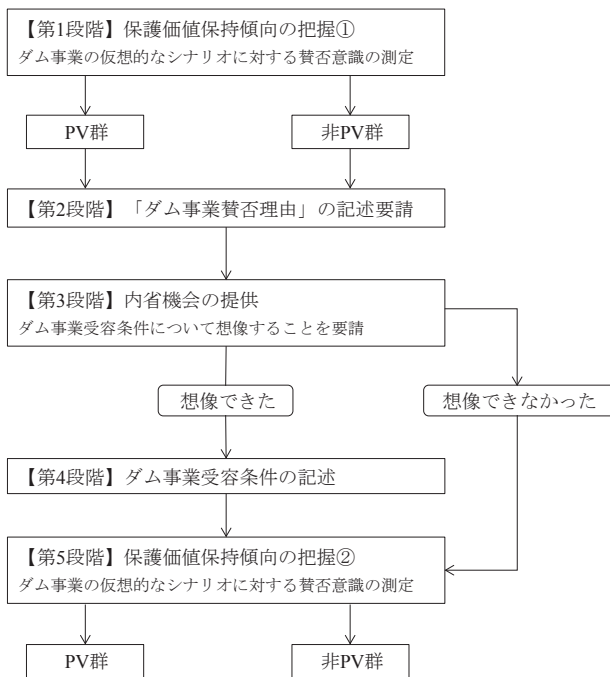 【第1段階】保護価値保持傾向の把握①
ダム事業の仮想的なシナリオに対する賛否意識の測定
PV群
非PV群
【第2段階】「ダム事業賛否理由」の記述要請
【第3段階】内省機会の提供
ダム事業受容条件について想像することを要請
想像できた
想像できなかった
【第4段階】ダム事業受容条件の記述
【第5段階】保護価値保持傾向の把握②
ダム事業の仮想的なシナリオに対する賛否意識の測定
PV群
非PV群